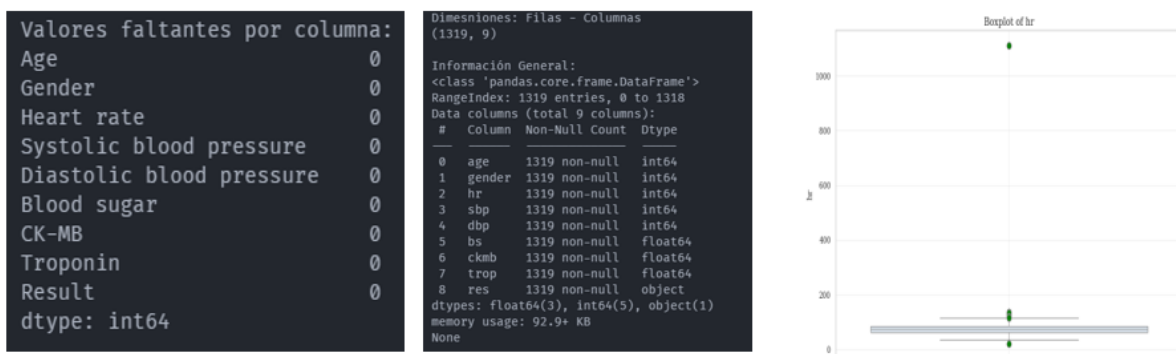 Valores faltantes por columna:
Age 0
Gender 0
Heart rate 0
Systolic blood pressure 0
Diastolic blood pressure 0
Blood sugar 0
CK-MB 0
Troponin 0
Result 0
dtype: int64
Dimesniones: Filas - Columnas
(1319, 9)
Información General:
<class 'pandas.core.frame.DataFrame'>
RangeIndex: 1319 entries, 0 to 1318
Data columns (total 9 columns):
# Column Non-Null Count Dtype
0 age 1319 non-null int64
1 gender 1319 non-null int64
2 hr 1319 non-null int64
3 sbp 1319 non-null int64
4 dbp 1319 non-null int64
5 bs 1319 non-null float64
6 ckmb 1319 non-null float64
7 trop 1319 non-null float64
8 res 1319 non-null object
dtypes: float64(3), int64(5), object(1)
memory usage: 92.9+ KB
None
Boxplot of hr
1000
800
600
400
200
0
hr